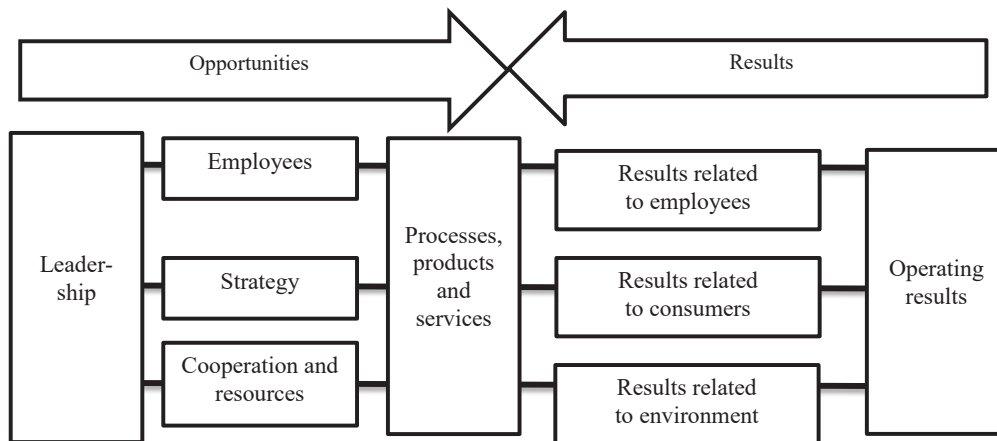 Opportunities
Results
Leader-
ship
Employees
Strategy
Cooperation and
resources
Processes,
products
and
services
Results related
to employees
Results related
to consumers
Results related
to environment
Operating
results